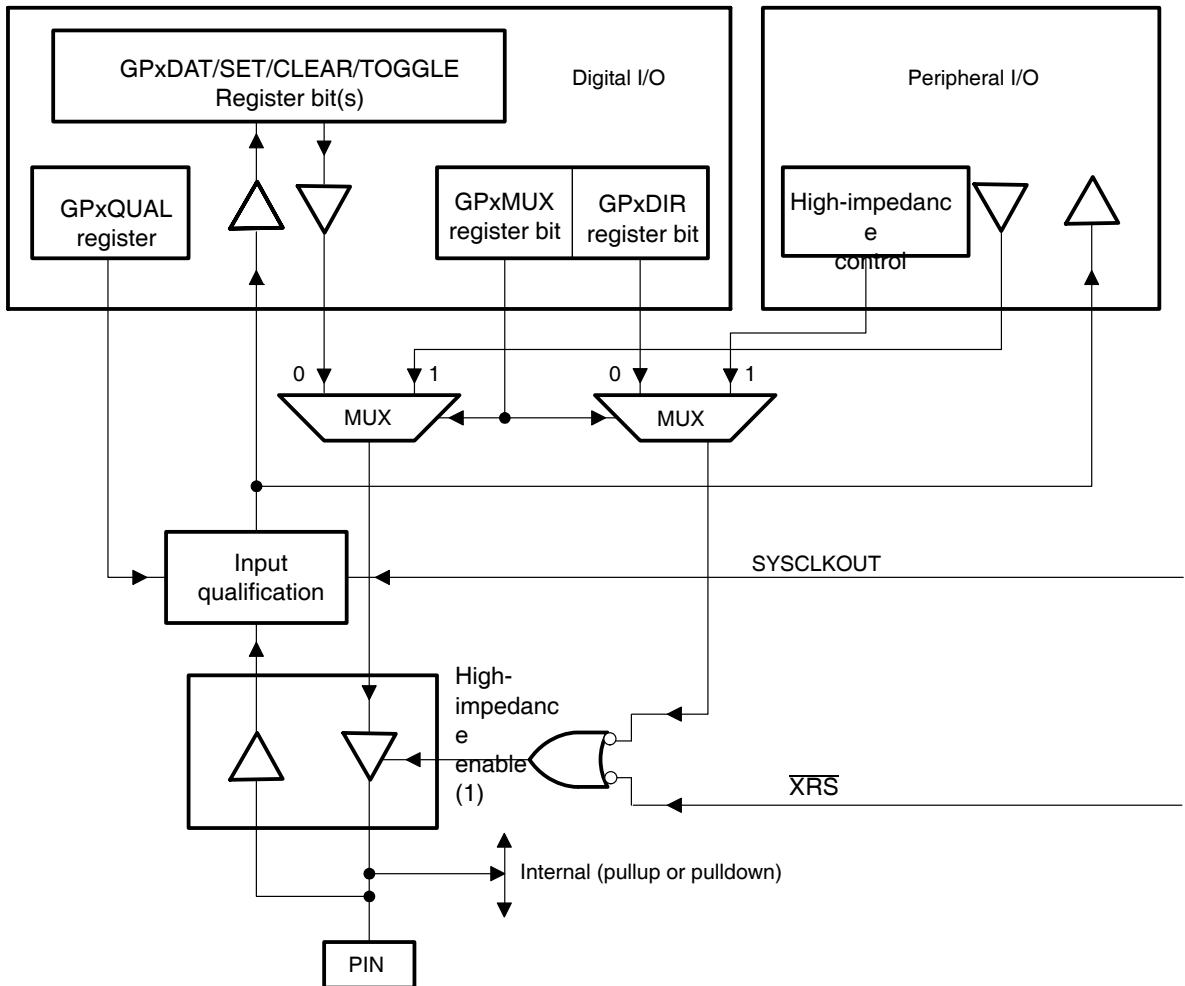 GPxDAT/SET/CLEAR/TOGGLE
Register bit(s)
Digital I/O
Peripheral I/O
GPxQUAL
register
GPxMUX
register bit
GPxDIR
register bit
High-impedanc
e
control
0
1
0
1
MUX
MUX
Input
qualification
SYSCLKOUT
High-
impedanc
e
enable
(1)
XRS
Internal (pullup or pulldown)
PIN